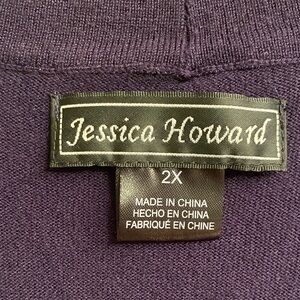 Jessica Howard
2X
MADE IN CHINA
HECHO EN CHINA
FABRIQUÉ EN CHINE